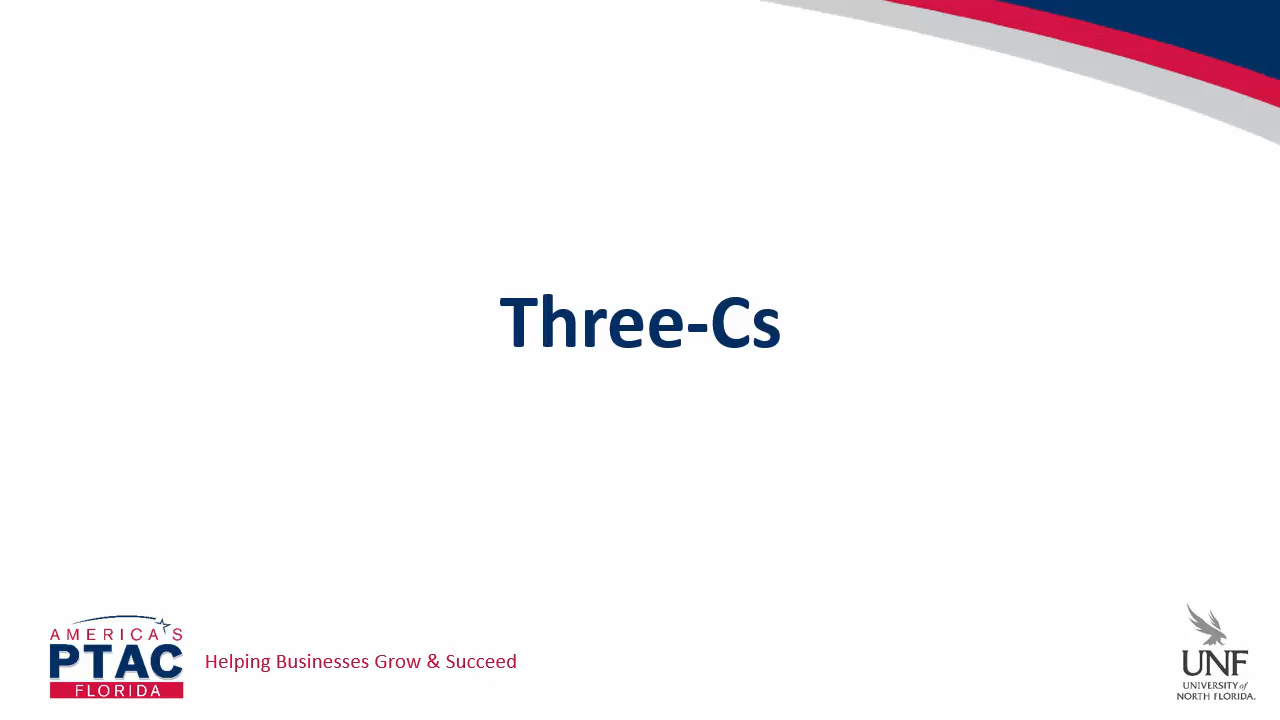 Three-Cs
AMERICA'S
PTAC
FLORIDA
Helping Businesses Grow & Succeed
UNF
UNIVERSITY of
NORTH FLORIDA.